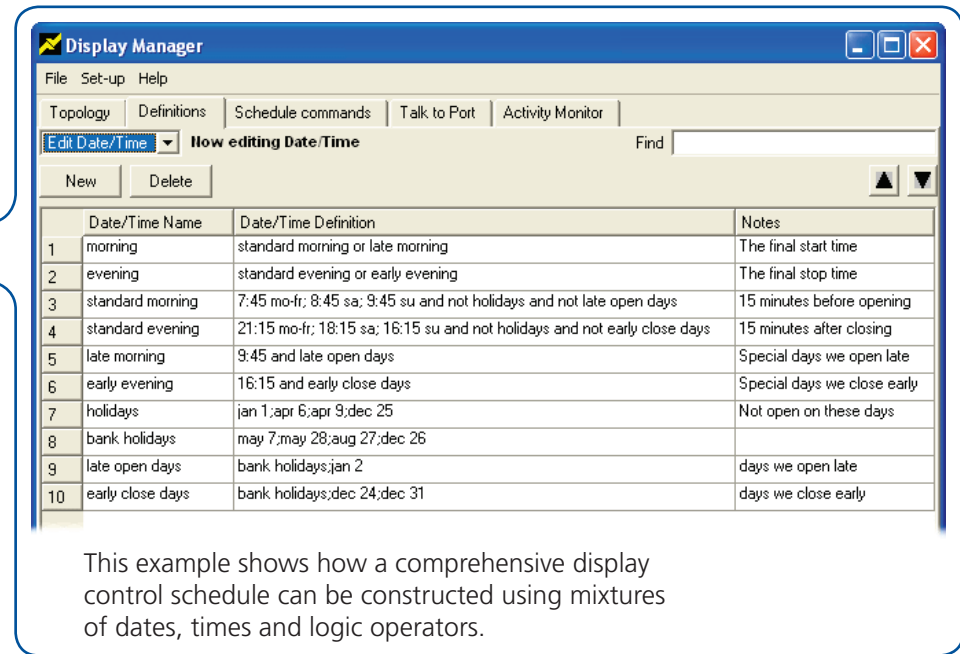 Display Manager
File Set-up Help
Topology Definitions Schedule commands Talk to Port Activity Monitor
Edit Date/Time Now editing Date/Time Find
New Delete
Date/Time Name Date/Time Definition Notes
1 morning standard morning or late morning The final start time
2 evening standard evening or early evening The final stop time
3 standard morning 7:45 mo-fr; 8:45 sa; 9:45 su and not holidays and not late open days 15 minutes before opening
4 standard evening 21:15 mo-fr; 18:15 sa; 16:15 su and not holidays and not early close days 15 minutes after closing
5 late morning 9:45 and late open days Special days we open late
6 early evening 16:15 and early close days Special days we close early
7 holidays jan 1;apr 6;apr 9;dec 25 Not open on these days
8 bank holidays may 7;may 28;aug 27;dec 26
9 late open days bank holidays;jan 2 days we open late
10 early close days bank holidays;dec 24;dec 31 days we close early
This example shows how a comprehensive display
control schedule can be constructed using mixtures
of dates, times and logic operators.